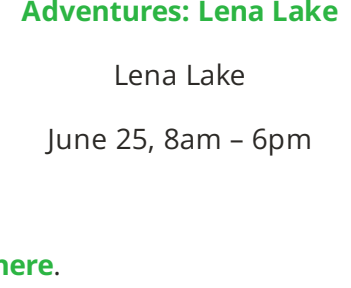 Adventures: Lena Lake
Lena Lake
June 25, 8am – 6pm
here.